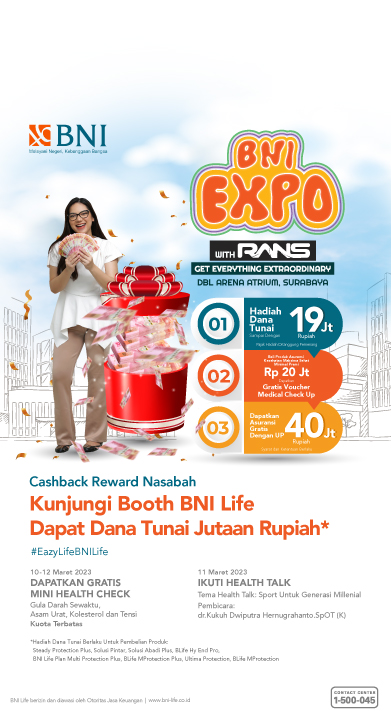 BNI
Melayani Negeri, Kebanggaan Bangsa
BNI
EXPO
WITH RANS
GET EVERYTHING EXTRAORDINARY
DBL ARENA ATRIUM, SURABAYA
01
Hadiah
Dana
Tunai
Sampai Dengan
19Jt
Rupiah
02
Rp 20 Jt
Gratis Voucher
Medical Check Up
03
Dapatkan
Asuransi
Gratis
Dengan UP
40Jt
Rupiah
Cashback Reward Nasabah
Kunjungi Booth BNI Life
Dapat Dana Tunai Jutaan Rupiah*
#EazyLifeBNILife
10-12 Maret 2023
DAPATKAN GRATIS
MINI HEALTH CHECK
Gula Darah Sewaktu,
Asam Urat, Kolesterol dan Tensi
Kuota Terbatas
11 Maret 2023
IKUTI HEALTH TALK
Tema Health Talk: Sport Untuk Generasi Millenial
Pembicara:
dr.Kukuh Dwiputra Hernugrahanto.SpOT (K)
*Hadiah Dana Tunai Berlaku Untuk Pembelian Produk:
Steady Protection Plus, Solusi Pintar, Solusi Abadi Plus, BLife Hy End Pro,
BNI Life Plan Multi Protection Plus, BLife MProtection Plus, Ultima Protection, BLife MProtection
BNI Life berizin dan diawasi oleh Otoritas Jasa Keuangan | www.bni-life.co.id
CONTACT CENTER
1-500-045